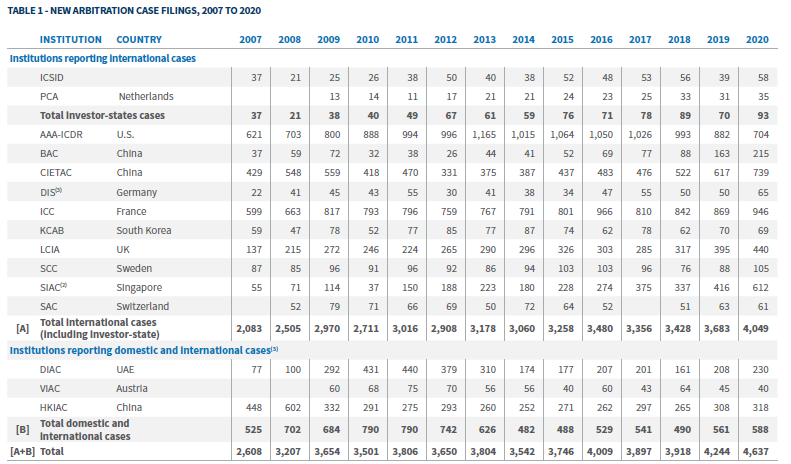 TABLE 1 - NEW ARBITRATION CASE FILINGS, 2007 TO 2020
INSTITUTION COUNTRY 2007 2008 2009 2010 2011 2012 2013 2014 2015 2016 2017 2018 2019 2020
Institutions reporting international cases
ICSID 37 21 25 26 38 50 40 38 52 48 53 56 39 58
PCA Netherlands 13 14 11 17 21 21 24 23 25 33 31 35
Total Investor-states cases 37 21 38 40 49 67 61 59 76 71 78 89 70 93
AAA-ICDR U.S. 621 703 800 888 994 996 1,165 1,015 1,064 1,050 1,026 993 882 704
BAC China 37 59 72 32 38 26 44 41 52 69 77 88 163 215
CIETAC China 429 548 559 418 470 331 375 387 437 483 476 522 617 739
DIS(3) Germany 22 41 45 43 55 30 41 38 34 47 55 50 50 65
ICC France 599 663 817 793 796 759 767 791 801 966 810 842 869 946
KCAB South Korea 59 47 78 52 77 85 77 87 74 62 78 62 70 69
LCIA UK 137 215 272 246 224 265 290 296 326 303 285 317 395 440
SCC Sweden 87 85 96 91 96 92 86 94 103 103 96 76 88 105
SIAC(2) Singapore 55 71 114 37 150 188 223 180 228 274 375 337 416 612
SAC Switzerland 52 79 71 66 69 50 72 64 52 51 63 61
[A] Total International cases (Including Investor-state) 2,083 2,505 2,970 2,711 3,016 2,908 3,178 3,060 3,258 3,480 3,356 3,428 3,683 4,049
Institutions reporting domestic and international cases(3)
DIAC UAE 77 100 292 431 440 379 310 174 177 207 201 161 208 230
VIAC Austria 60 68 75 70 56 56 40 60 43 64 45 40
HKIAC China 448 602 332 291 275 293 260 252 271 262 297 265 308 318
[B] Total domestic and International cases 525 702 684 790 790 742 626 482 488 529 541 490 561 588
[A+B] Total 2,608 3,207 3,654 3,501 3,806 3,650 3,804 3,542 3,746 4,009 3,897 3,918 4,244 4,637